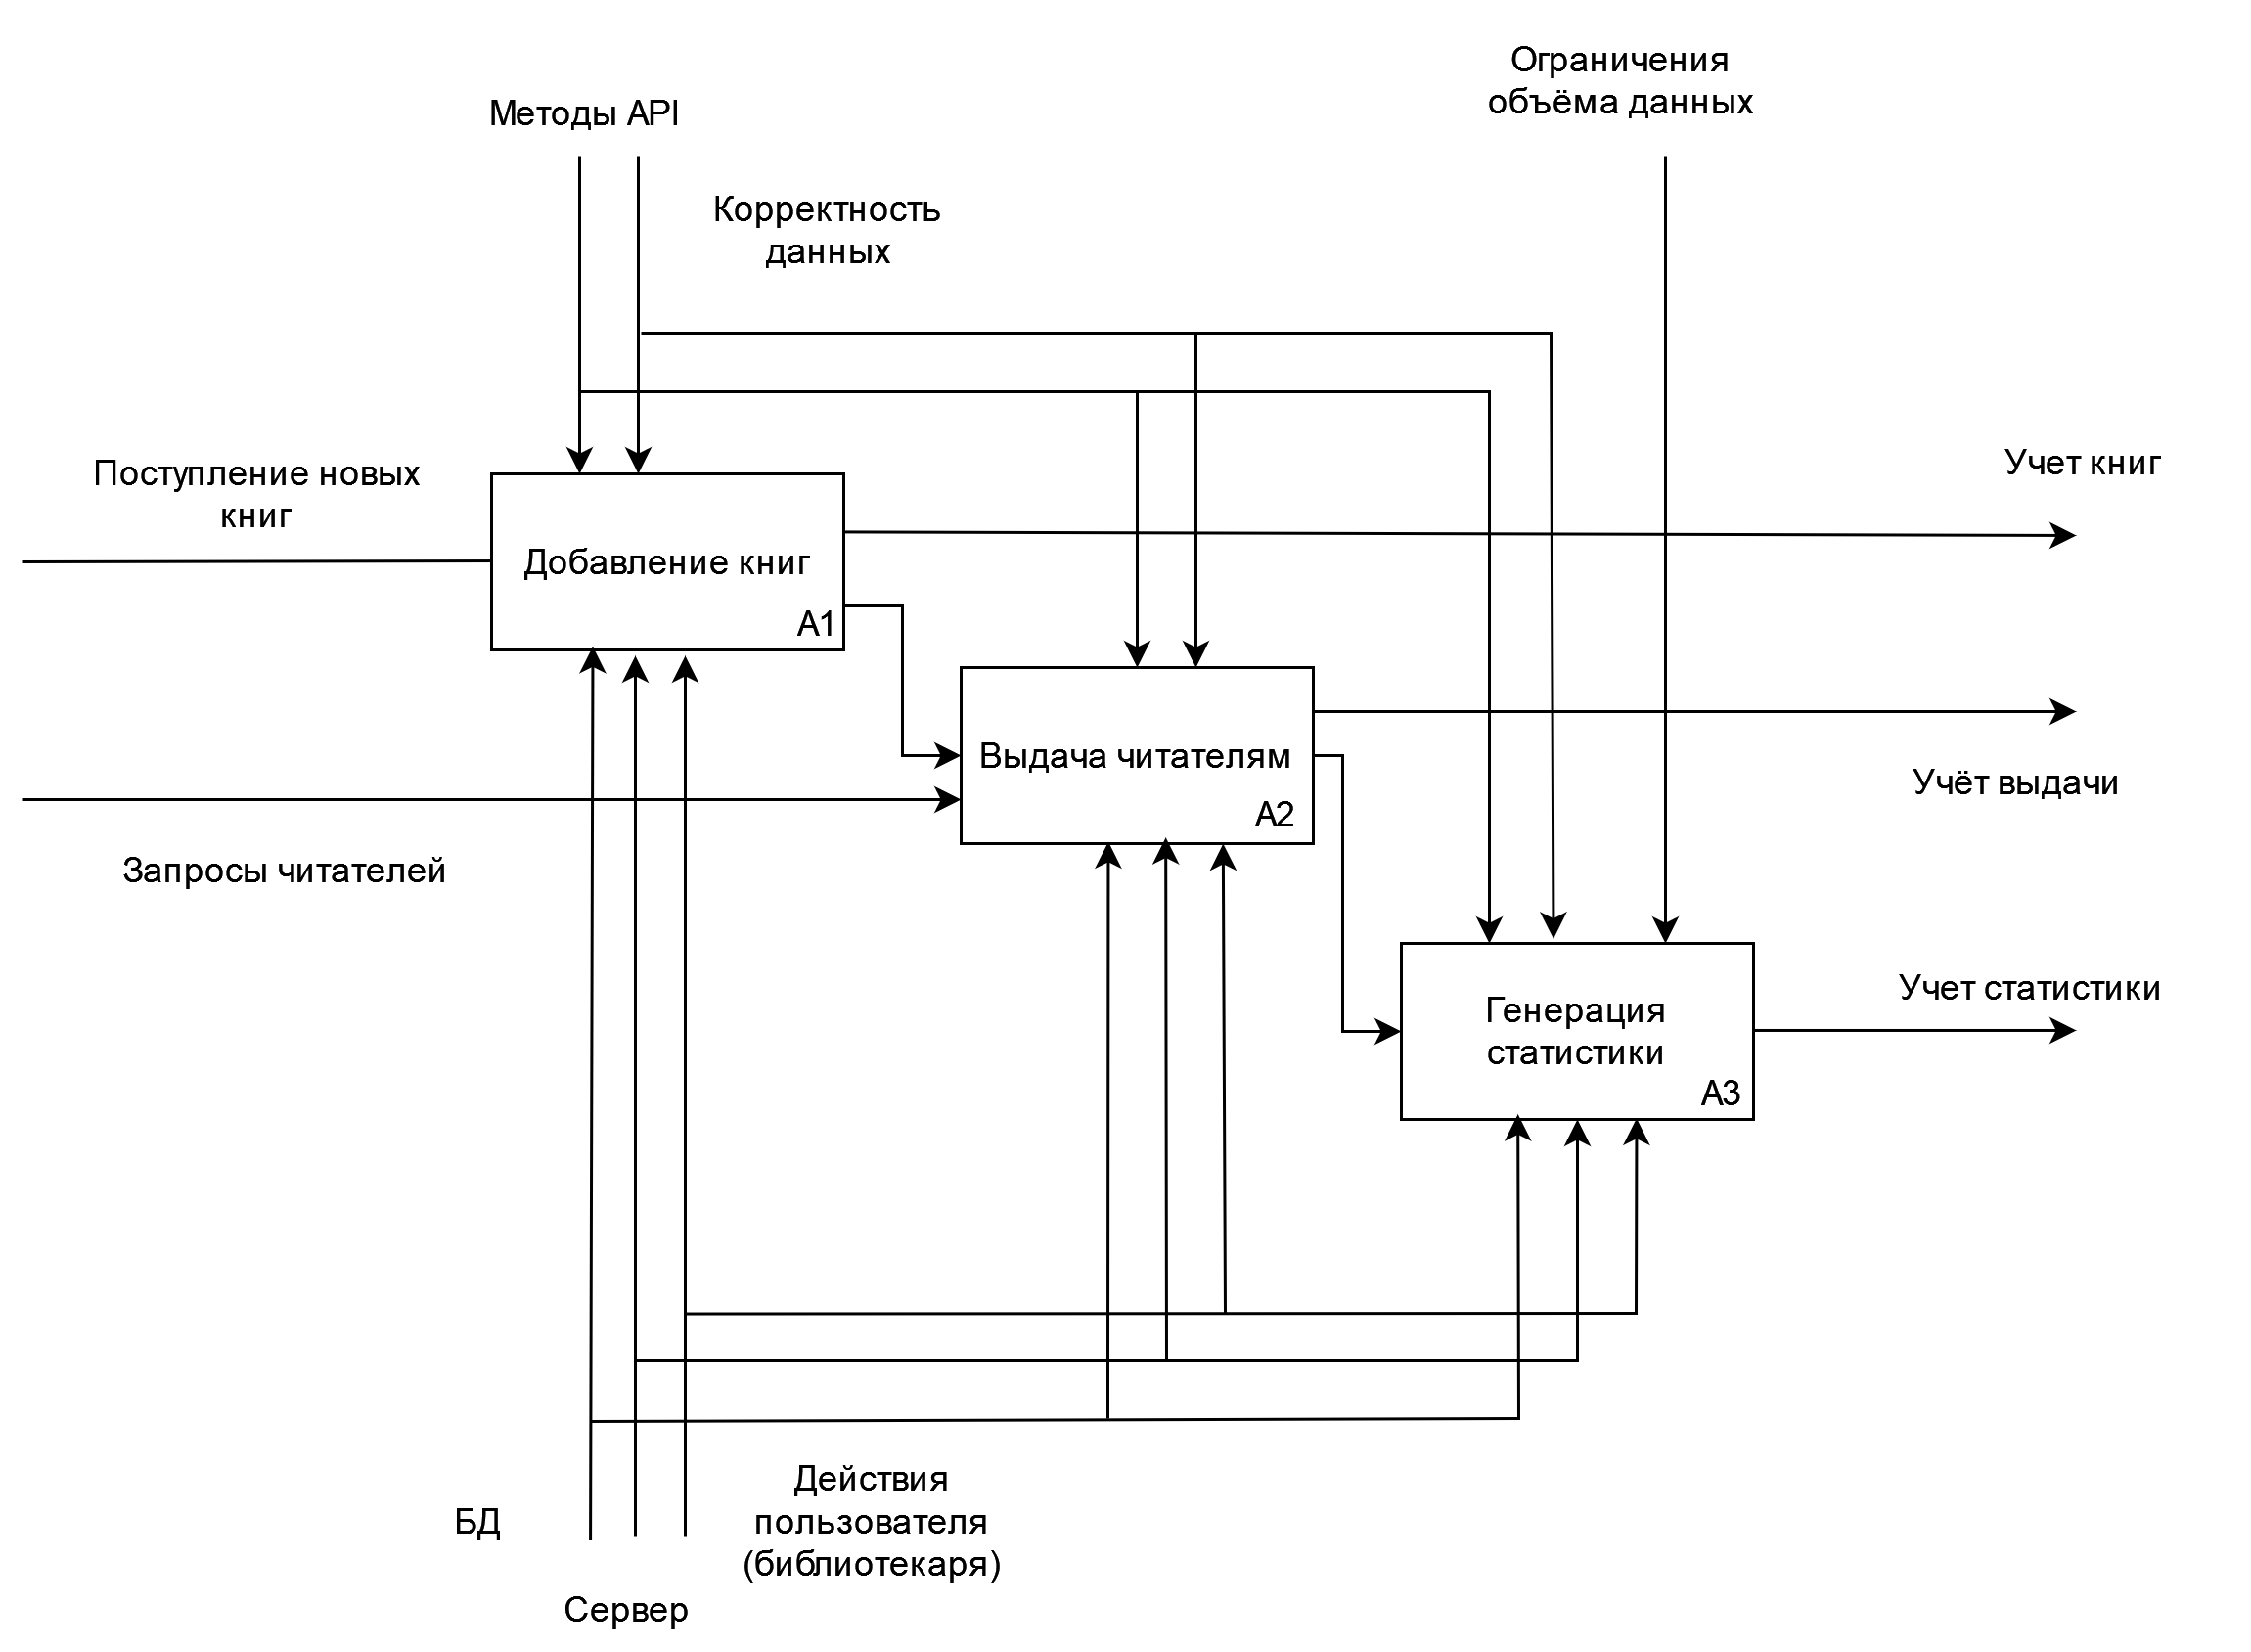 Ограничения
объёма данных
Методы API
Корректность
данных
Поступление новых
книг
Учет книг
Добавление книг
A1
Выдача читателям
A2
Учёт выдачи
Запросы читателей
Генерация
статистики
A3
Учет статистики
Действия
пользователя
(библиотекаря)
БД
Сервер